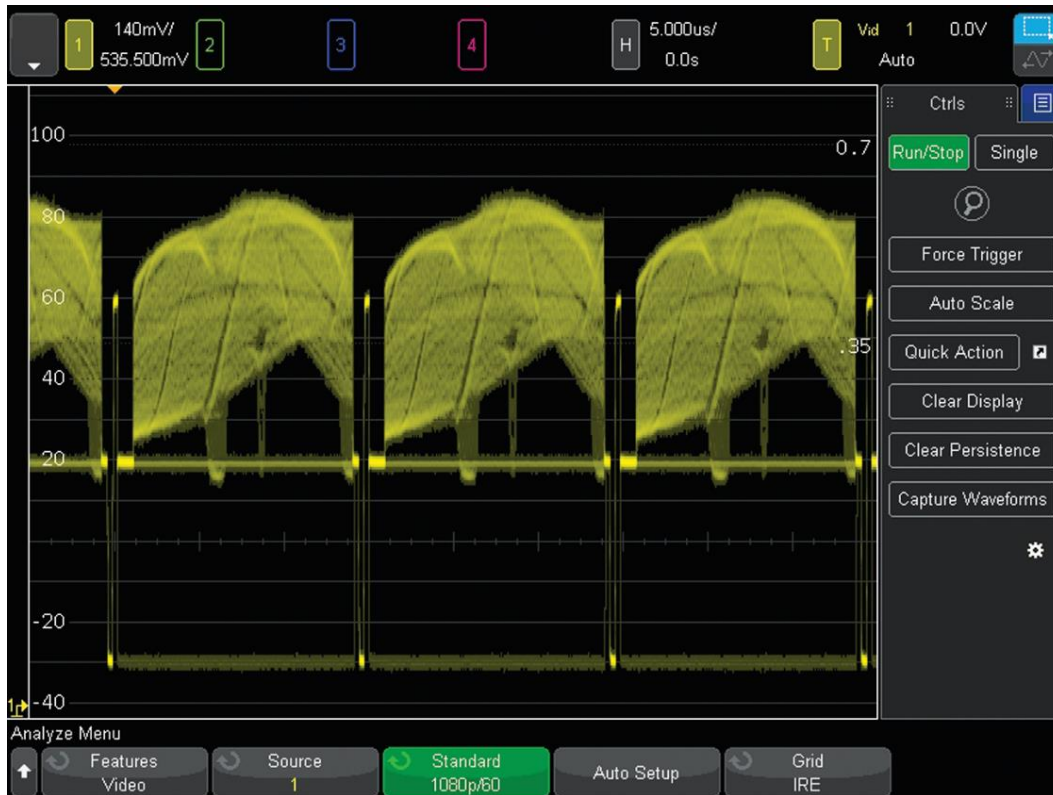 1 140mV/ 535.500mV 2 3 4 H 5.000us/ 0.0s T Vid 1 0.0V Auto
Ctrls
100
0.7
Run/Stop Single
80
Force Trigger
60
Auto Scale
.35
Quick Action
40
Clear Display
20
Clear Persistence
Capture Waveforms
-20
-40
1
Analyze Menu
Features
Video
Source
1
Standard
1080p/60
Auto Setup
Grid
IRE